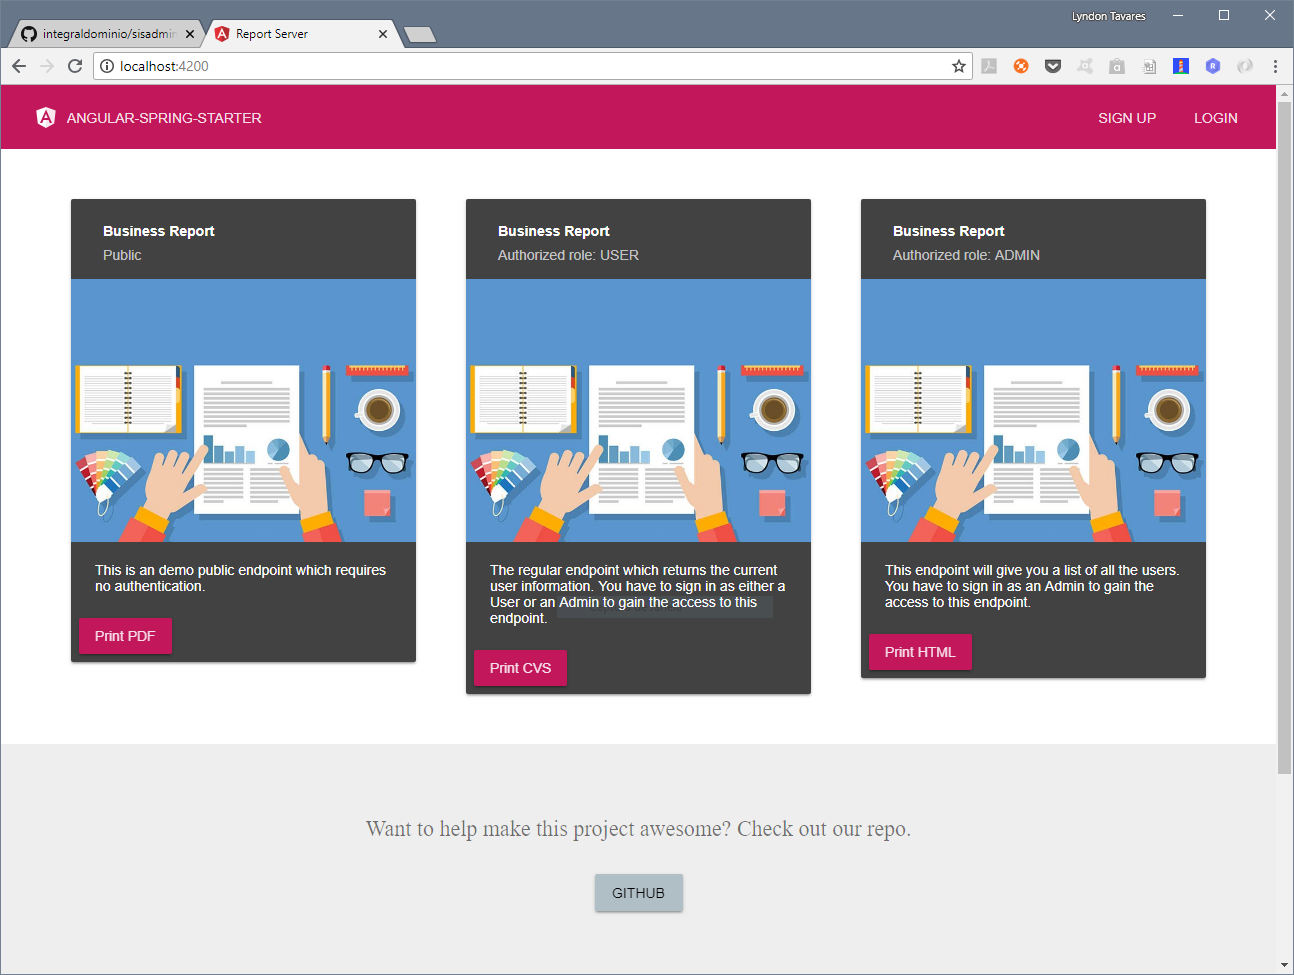 Lyndon Tavares
integraldominio/sisadmin
Report Server
localhost:4200
ANGULAR-SPRING-STARTER
SIGN UP
LOGIN
Business Report
Public
Business Report
Authorized role: USER
Business Report
Authorized role: ADMIN
This is an demo public endpoint which requires
no authentication.
Print PDF
The regular endpoint which returns the current
user information. You have to sign in as either a
User or an Admin to gain the access to this
endpoint.
Print CVS
This endpoint will give you a list of all the users.
You have to sign in as an Admin to gain the
access to this endpoint.
Print HTML
Want to help make this project awesome? Check out our repo.
GITHUB